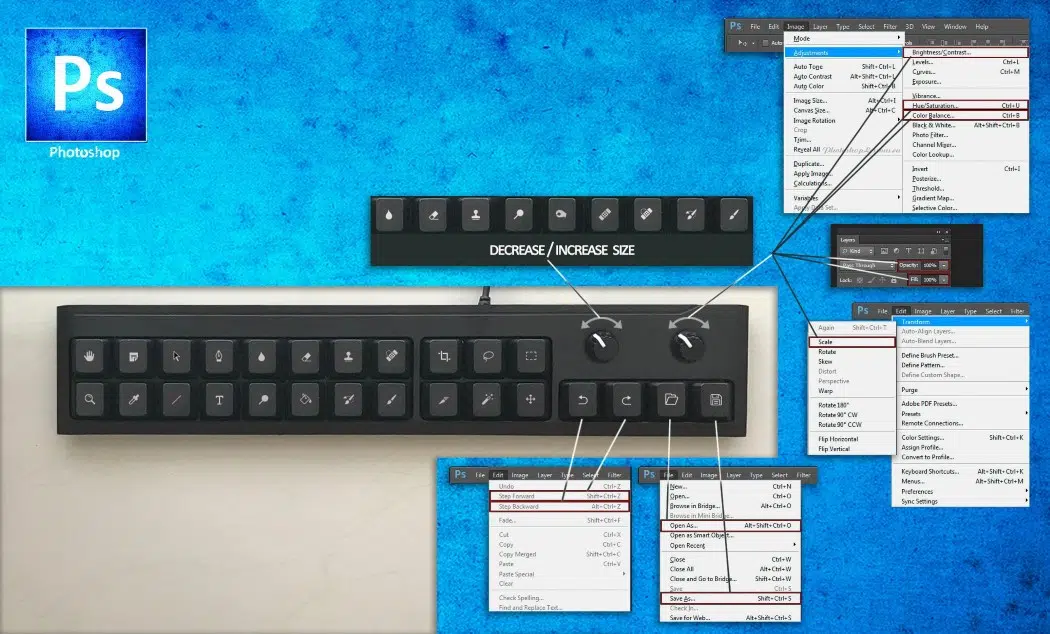 Ps
Photoshop
DECREASE / INCREASE SIZE
T
Ps File Edit Image Layer Type Select Filter 3D View Window Help
Auto
Mode
Adjustments
Auto Tone Shift+Ctrl+L
Auto Contrast Alt+Shift+Ctrl+L
Auto Color Shift+Ctrl+B
Image Size... Alt+Ctrl+I
Canvas Size... Alt+Ctrl+C
Image Rotation
Crop
Trim...
Reveal All
Duplicate...
Apply Image...
Calculations...
Variables
Apply Data Set...
Brightness/Contrast...
Levels... Ctrl+L
Curves... Ctrl+M
Exposure...
Vibrance...
Hue/Saturation... Ctrl+U
Color Balance... Ctrl+B
Black & White... Alt+Shift+Ctrl+B
Photo Filter...
Channel Mixer...
Color Lookup...
Invert Ctrl+I
Posterize...
Threshold...
Gradient Map...
Selective Color...
Layers
Kind
Pass Through Opacity: 100%
Lock: Fill: 100%
Ps File Edit Image Layer Type Select Filter
Again Shift+Ctrl+T
Scale
Rotate
Skew
Distort
Perspective
Warp
Rotate 180°
Rotate 90° CW
Rotate 90° CCW
Flip Horizontal
Flip Vertical
Transform
Auto-Align Layers...
Auto-Blend Layers...
Define Brush Preset...
Define Pattern...
Define Custom Shape...
Purge
Adobe PDF Presets...
Presets
Remote Connections...
Color Settings... Shift+Ctrl+K
Assign Profile...
Convert to Profile...
Keyboard Shortcuts... Alt+Shift+Ctrl+K
Menus... Alt+Shift+Ctrl+M
Preferences
Sync Settings
Ps File Edit Image Layer Type Select Filter
Undo Ctrl+Z
Step Forward Shift+Ctrl+Z
Step Backward Alt+Ctrl+Z
Fade... Shift+Ctrl+F
Cut Ctrl+X
Copy Ctrl+C
Copy Merged Shift+Ctrl+C
Paste Ctrl+V
Paste Special
Clear
Check Spelling...
Find and Replace Text...
Ps File Edit Image Layer Type Select Filter
New... Ctrl+N
Open... Ctrl+O
Browse in Bridge... Alt+Ctrl+O
Browse in Mini Bridge...
Open As... Alt+Shift+Ctrl+O
Open as Smart Object...
Open Recent
Close Ctrl+W
Close All Alt+Ctrl+W
Close and Go to Bridge... Shift+Ctrl+W
Save Ctrl+S
Save As... Shift+Ctrl+S
Check In...
Save for Web... Alt+Shift+Ctrl+S